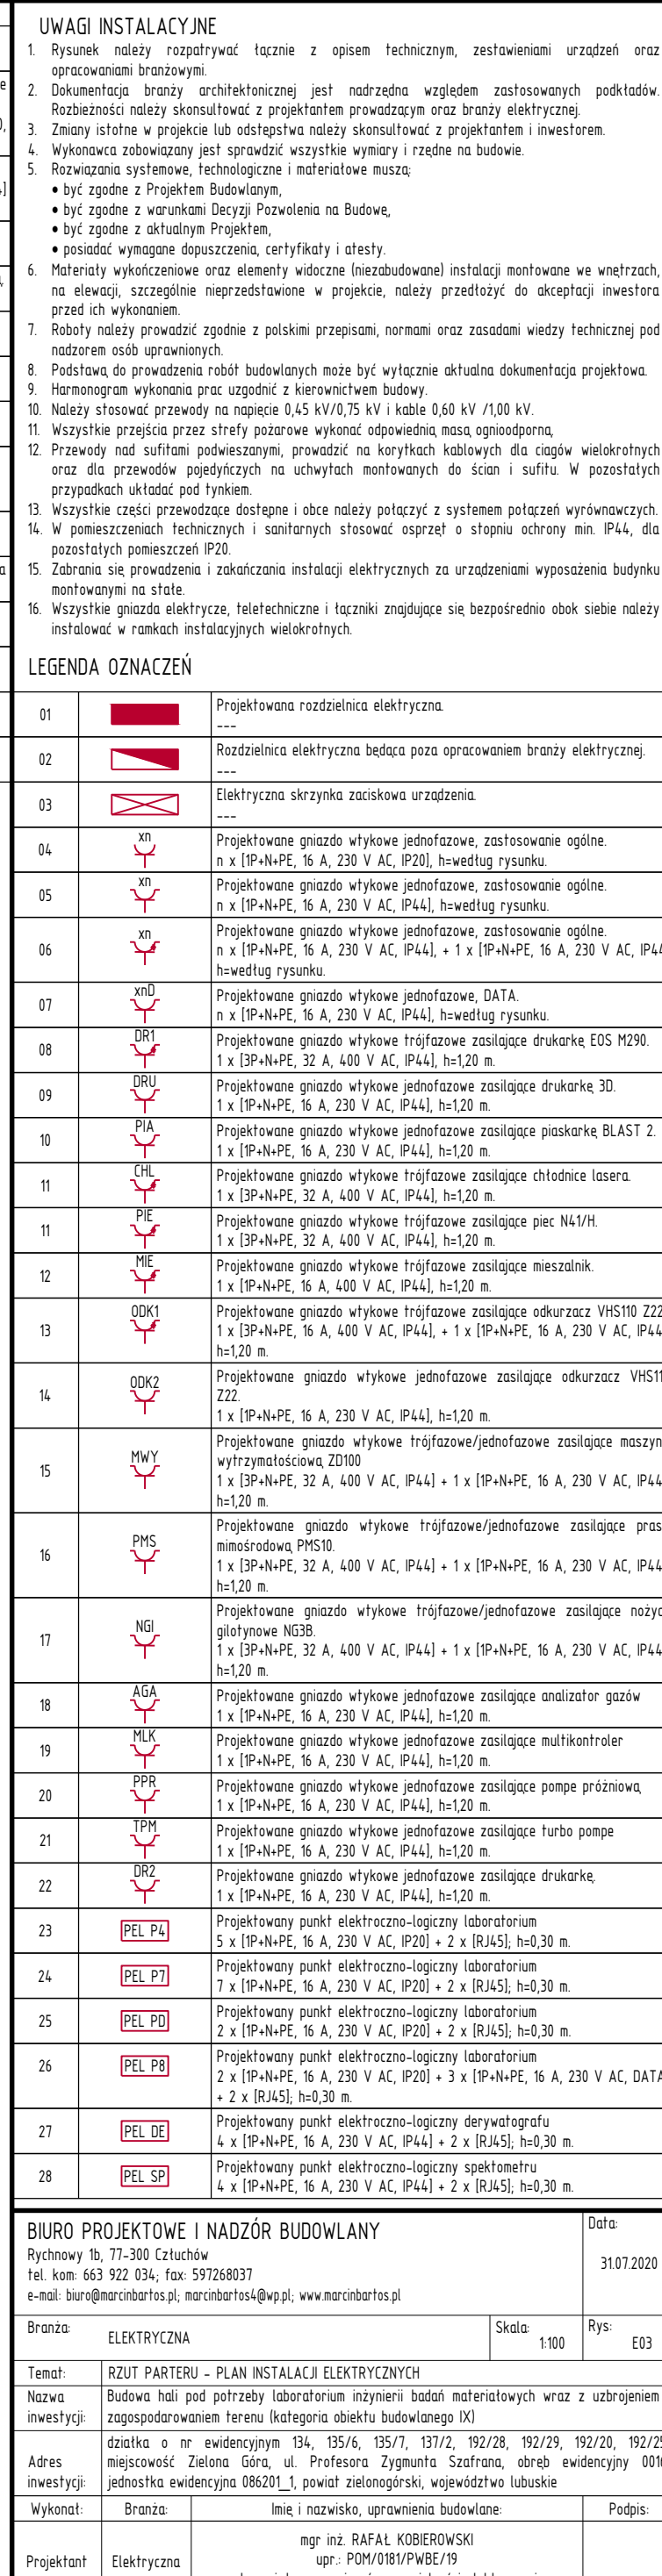 UWAGI INSTALACYJNE
1. Rysunek należy rozpatrywać łącznie z opisem technicznym, zestawieniami urządzeń oraz
opracowaniami branżowymi.
2. Dokumentacja branży architektonicznej jest nadrzędna względem zastosowanych podkładów.
Rozbieżności należy skonsultować z projektantem prowadzącym oraz branży elektrycznej.
3. Zmiany istotne w projekcie lub odstępstwa należy skonsultować z projektantem i inwestorem.
4. Wykonawca zobowiązany jest sprawdzić wszystkie wymiary i rzędne na budowie.
5. Rozwiązania systemowe, technologiczne i materiałowe muszą:
• być zgodne z Projektem Budowlanym,
• być zgodne z warunkami Decyzji Pozwolenia na Budowę,
• być zgodne z aktualnym Projektem,
• posiadać wymagane dopuszczenia, certyfikaty i atesty.
6. Materiały wykończeniowe oraz elementy widoczne (niezabudowane) instalacji montowane we wnętrzach,
na elewacji, szczególnie nieprzedstawione w projekcie, należy przedłożyć do akceptacji inwestora
przed ich wykonaniem.
7. Roboty należy prowadzić zgodnie z polskimi przepisami, normami oraz zasadami wiedzy technicznej pod
nadzorem osób uprawnionych.
8. Podstawą do prowadzenia robót budowlanych może być wyłącznie aktualna dokumentacja projektowa.
9. Harmonogram wykonania prac uzgodnić z kierownictwem budowy.
10. Należy stosować przewody na napięcie 0,45 kV/0,75 kV i kable 0,60 kV /1,00 kV.
11. Wszystkie przejścia przez strefy pożarowe wykonać odpowiednią masą ognioodporną,
12. Przewody nad sufitami podwieszanymi, prowadzić na korytkach kablowych dla ciągów wielokrotnych
oraz dla przewodów pojedyńczych na uchwytach montowanych do ścian i sufitu. W pozostałych
przypadkach układać pod tynkiem.
13. Wszystkie części przewodzące dostępne i obce należy połączyć z systemem połączeń wyrównawczych.
14. W pomieszczeniach technicznych i sanitarnych stosować osprzęt o stopniu ochrony min. IP44, dla
pozostałych pomieszczeń IP20.
15. Zabrania się prowadzenia i zakańczania instalacji elektrycznych za urządzeniami wyposażenia budynku
montowanymi na stałe.
16. Wszystkie gniazda elektrycze, teletechniczne i łączniki znajdujące się bezpośrednio obok siebie należy
instalować w ramkach instalacyjnych wielokrotnych.
LEGENDA OZNACZEŃ
01 Projektowana rozdzielnica elektryczna.
---
02 Rozdzielnica elektryczna będąca poza opracowaniem branży elektrycznej.
---
03 Elektryczna skrzynka zaciskowa urządzenia.
---
04 xn Projektowane gniazdo wtykowe jednofazowe, zastosowanie ogólne.
n x [1P+N+PE, 16 A, 230 V AC, IP20], h=według rysunku.
05 xn Projektowane gniazdo wtykowe jednofazowe, zastosowanie ogólne.
n x [1P+N+PE, 16 A, 230 V AC, IP44], h=według rysunku.
06 xn Projektowane gniazdo wtykowe jednofazowe, zastosowanie ogólne.
n x [1P+N+PE, 16 A, 230 V AC, IP44], + 1 x [1P+N+PE, 16 A, 230 V AC, IP44
h=według rysunku.
07 xnD Projektowane gniazdo wtykowe jednofazowe, DATA.
n x [1P+N+PE, 16 A, 230 V AC, IP44], h=według rysunku.
08 DR1 Projektowane gniazdo wtykowe trójfazowe zasilające drukarkę EOS M290.
1 x [3P+N+PE, 32 A, 400 V AC, IP44], h=1,20 m.
09 DRU Projektowane gniazdo wtykowe jednofazowe zasilające drukarkę 3D.
1 x [1P+N+PE, 16 A, 230 V AC, IP44], h=1,20 m.
10 PIA Projektowane gniazdo wtykowe jednofazowe zasilające piaskarkę BLAST 2.
1 x [1P+N+PE, 16 A, 230 V AC, IP44], h=1,20 m.
11 CHL Projektowane gniazdo wtykowe trójfazowe zasilające chłodnice lasera.
1 x [3P+N+PE, 32 A, 400 V AC, IP44], h=1,20 m.
11 PIE Projektowane gniazdo wtykowe trójfazowe zasilające piec N41/H.
1 x [3P+N+PE, 32 A, 400 V AC, IP44], h=1,20 m.
12 MIE Projektowane gniazdo wtykowe trójfazowe zasilające mieszalnik.
1 x [1P+N+PE, 16 A, 400 V AC, IP44], h=1,20 m.
13 ODK1 Projektowane gniazdo wtykowe trójfazowe zasilające odkurzacz VHS110 Z22
1 x [3P+N+PE, 16 A, 400 V AC, IP44], + 1 x [1P+N+PE, 16 A, 230 V AC, IP44
h=1,20 m.
14 ODK2 Projektowane gniazdo wtykowe jednofazowe zasilające odkurzacz VHS11
Z22.
1 x [1P+N+PE, 16 A, 230 V AC, IP44], h=1,20 m.
15 MWY Projektowane gniazdo wtykowe trójfazowe/jednofazowe zasilające maszyn
wytrzymałościową ZD100
1 x [3P+N+PE, 32 A, 400 V AC, IP44] + 1 x [1P+N+PE, 16 A, 230 V AC, IP44
h=1,20 m.
16 PMS Projektowane gniazdo wtykowe trójfazowe/jednofazowe zasilające pras
mimośrodową PMS10.
1 x [3P+N+PE, 32 A, 400 V AC, IP44] + 1 x [1P+N+PE, 16 A, 230 V AC, IP44
h=1,20 m.
17 NGI Projektowane gniazdo wtykowe trójfazowe/jednofazowe zasilające nożyc
gilotynowe NG3B.
1 x [3P+N+PE, 32 A, 400 V AC, IP44] + 1 x [1P+N+PE, 16 A, 230 V AC, IP44
h=1,20 m.
18 AGA Projektowane gniazdo wtykowe jednofazowe zasilające analizator gazów
1 x [1P+N+PE, 16 A, 230 V AC, IP44], h=1,20 m.
19 MLK Projektowane gniazdo wtykowe jednofazowe zasilające multikontroler
1 x [1P+N+PE, 16 A, 230 V AC, IP44], h=1,20 m.
20 PPR Projektowane gniazdo wtykowe jednofazowe zasilające pompe próżniową,
1 x [1P+N+PE, 16 A, 230 V AC, IP44], h=1,20 m.
21 TPM Projektowane gniazdo wtykowe jednofazowe zasilające turbo pompe
1 x [1P+N+PE, 16 A, 230 V AC, IP44], h=1,20 m.
22 DR2 Projektowane gniazdo wtykowe jednofazowe zasilające drukarkę.
1 x [1P+N+PE, 16 A, 230 V AC, IP44], h=1,20 m.
23 PEL P4 Projektowany punkt elektroczno-logiczny laboratorium
5 x [1P+N+PE, 16 A, 230 V AC, IP20] + 2 x [RJ45]; h=0,30 m.
24 PEL P7 Projektowany punkt elektroczno-logiczny laboratorium
7 x [1P+N+PE, 16 A, 230 V AC, IP20] + 2 x [RJ45]; h=0,30 m.
25 PEL PD Projektowany punkt elektroczno-logiczny laboratorium
2 x [1P+N+PE, 16 A, 230 V AC, IP20] + 2 x [RJ45]; h=0,30 m.
26 PEL P8 Projektowany punkt elektroczno-logiczny laboratorium
2 x [1P+N+PE, 16 A, 230 V AC, IP20] + 3 x [1P+N+PE, 16 A, 230 V AC, DATA
+ 2 x [RJ45]; h=0,30 m.
27 PEL DE Projektowany punkt elektroczno-logiczny derywatografu
4 x [1P+N+PE, 16 A, 230 V AC, IP44] + 2 x [RJ45]; h=0,30 m.
28 PEL SP Projektowany punkt elektroczno-logiczny spektometru
4 x [1P+N+PE, 16 A, 230 V AC, IP44] + 2 x [RJ45]; h=0,30 m.
BIURO PROJEKTOWE I NADZÓR BUDOWLANY
Rychnowy 1b, 77-300 Człuchów
tel. kom: 663 922 034; fax: 597268037
e-mail: biuro@marcinbartos.pl; marcinbartos4@wp.pl; www.marcinbartos.pl
Data:
31.07.2020
Branża: ELEKTRYCZNA
Skala: 1:100
Rys: E03
Temat: RZUT PARTERU - PLAN INSTALACJI ELEKTRYCZNYCH
Nazwa inwestycji: Budowa hali pod potrzeby laboratorium inżynierii badań materiałowych wraz z uzbrojeniem
zagospodarowaniem terenu (kategoria obiektu budowlanego IX)
Adres inwestycji: działka o nr ewidencyjnym 134, 135/6, 135/7, 137/2, 192/28, 192/29, 192/20, 192/25
miejscowość Zielona Góra, ul. Profesora Zygmunta Szafrana, obręb ewidencyjny 0016
jednostka ewidencyjna 086201_1, powiat zielonogórski, województwo lubuskie
Wykonał: Branża: Imię i nazwisko, uprawnienia budowlane: Podpis:
Projektant Elektryczna mgr inż. RAFAŁ KOBIEROWSKI
upr.: POM/0181/PWBE/19